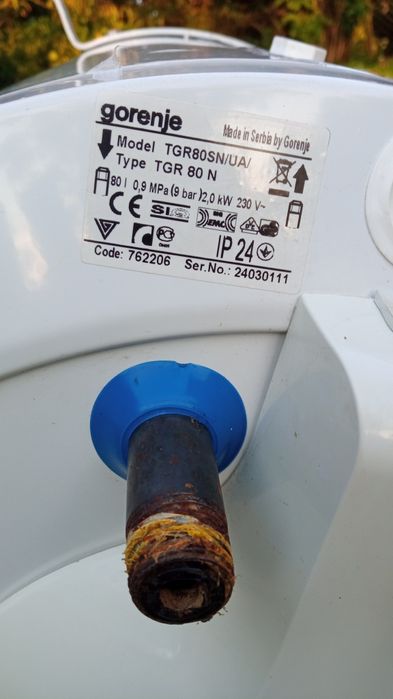 gorenje
Made in Serbia by Gorenje
Model TGR80SN/UA/
Type TGR 80 N
80 l 0,9 MPa (9 bar) 2,0 kW 230 V~
CE
EMC
IP 24
Code: 762206 Ser.No.: 24030111